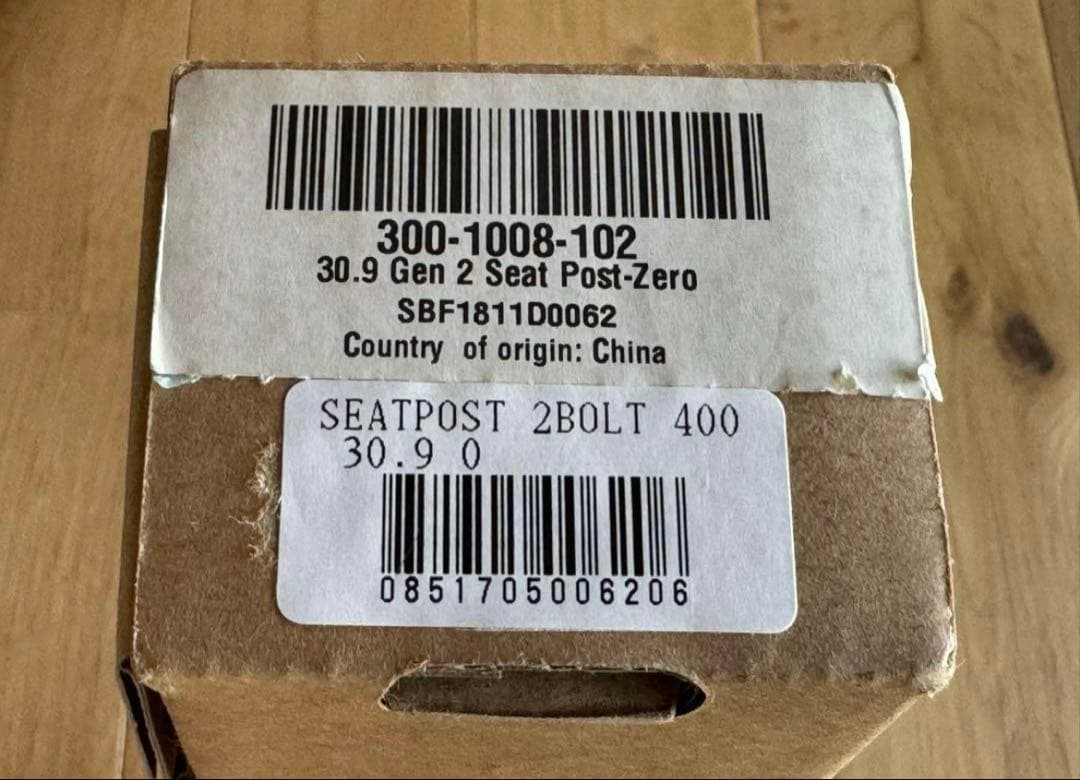 300-1008-102
30.9 Gen 2 Seat Post-Zero
SBF1811D0062
Country of origin: China
SEATPOST 2BOLT 400
30.9 0
0851705006206